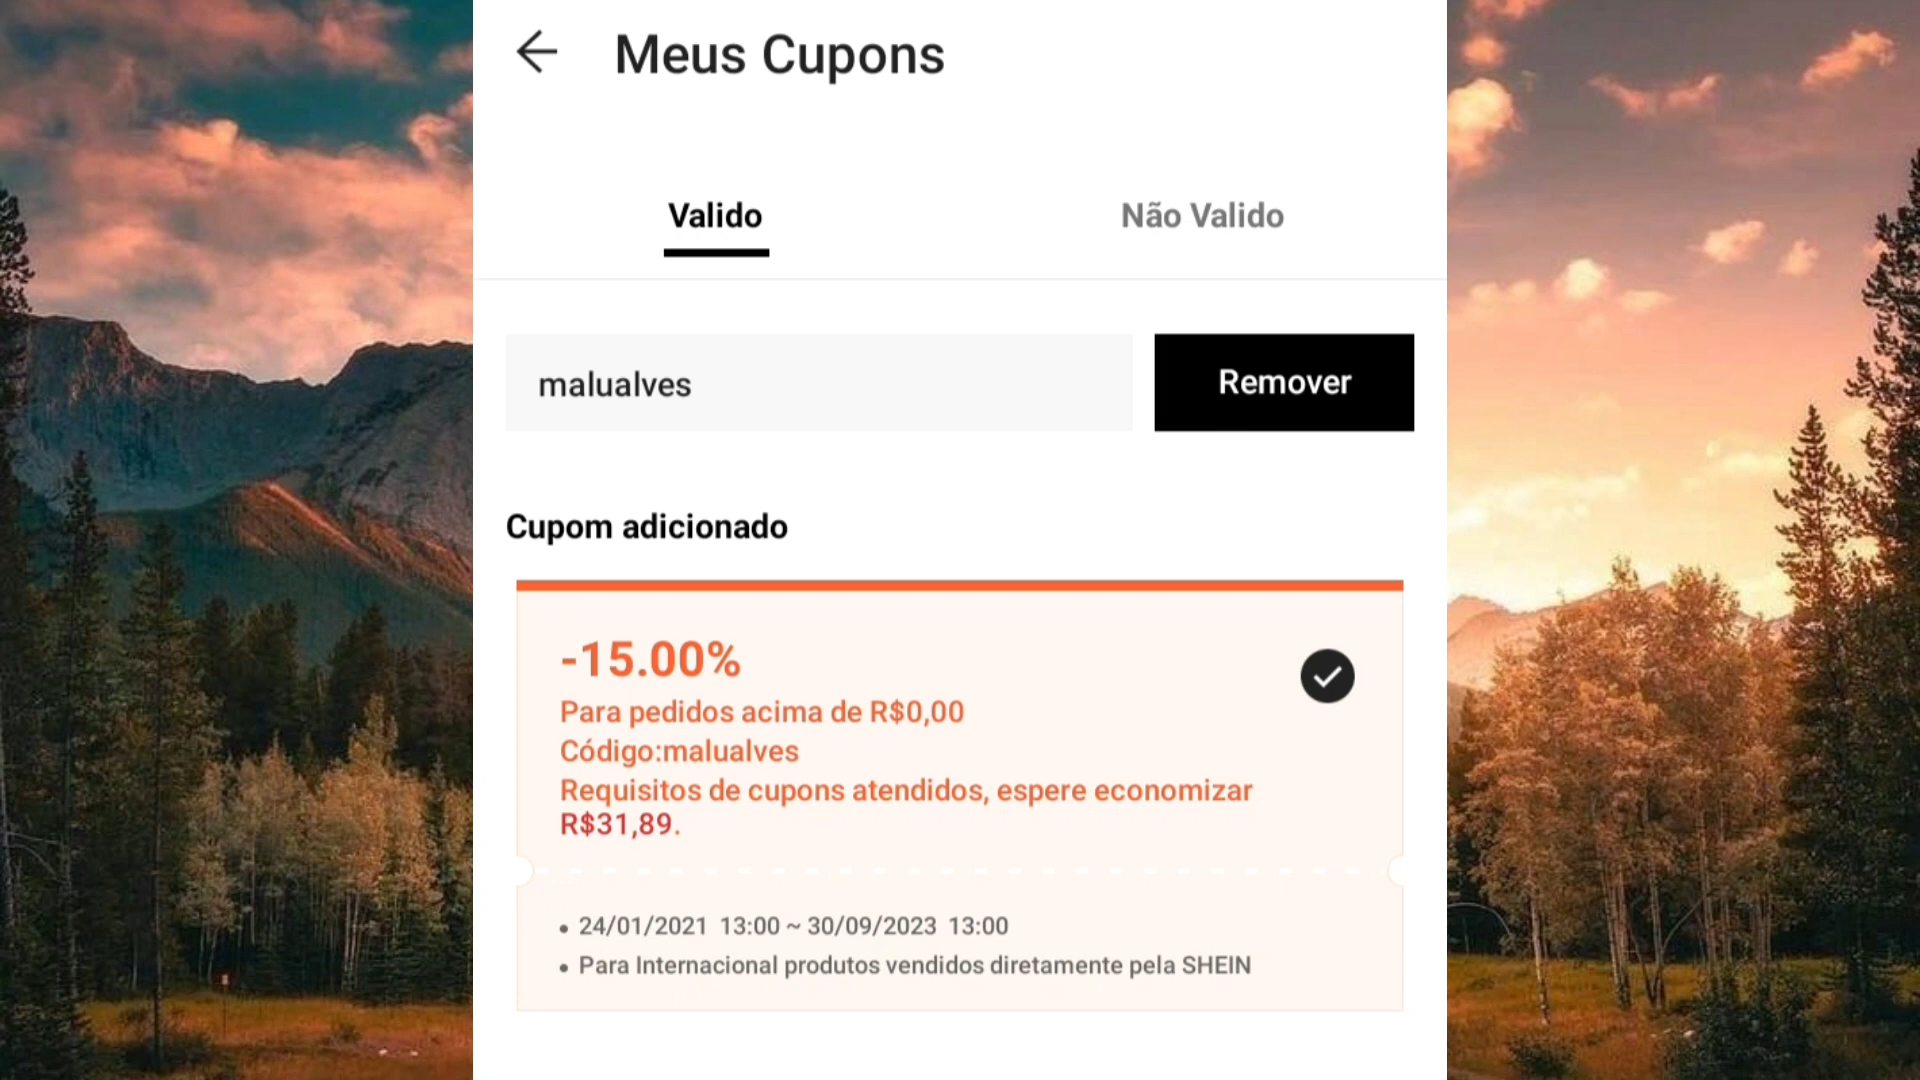 Meus Cupons
Valido
Não Valido
malualves
Remover
Cupom adicionado
-15.00%
Para pedidos acima de R$0,00
Código:malualves
Requisitos de cupons atendidos, espere economizar
R$31,89.
• 24/01/2021 13:00 ~ 30/09/2023 13:00
• Para Internacional produtos vendidos diretamente pela SHEIN